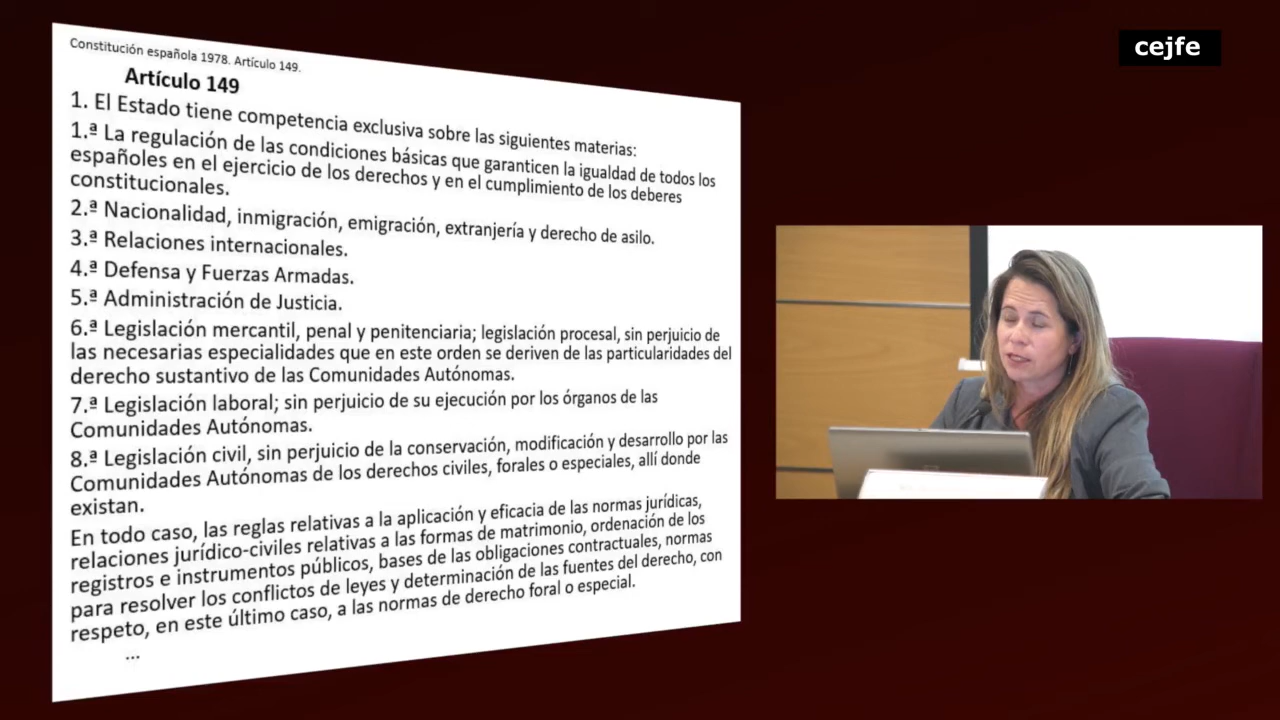 cejfe
Constitución española 1978. Artículo 149.
Artículo 149
1. El Estado tiene competencia exclusiva sobre las siguientes materias:
1.ª La regulación de las condiciones básicas que garanticen la igualdad de todos los
españoles en el ejercicio de los derechos y en el cumplimiento de los deberes
constitucionales.
2.ª Nacionalidad, inmigración, emigración, extranjería y derecho de asilo.
3.ª Relaciones internacionales.
4.ª Defensa y Fuerzas Armadas.
5.ª Administración de Justicia.
6.ª Legislación mercantil, penal y penitenciaria; legislación procesal, sin perjuicio de
las necesarias especialidades que en este orden se deriven de las particularidades del
derecho sustantivo de las Comunidades Autónomas.
7.ª Legislación laboral; sin perjuicio de su ejecución por los órganos de las
Comunidades Autónomas.
8.ª Legislación civil, sin perjuicio de la conservación, modificación y desarrollo por las
Comunidades Autónomas de los derechos civiles, forales o especiales, allí donde
existan.
En todo caso, las reglas relativas a la aplicación y eficacia de las normas jurídicas,
relaciones jurídico-civiles relativas a las formas de matrimonio, ordenación de los
registros e instrumentos públicos, bases de las obligaciones contractuales, normas
para resolver los conflictos de leyes y determinación de las fuentes del derecho, con
respeto, en este último caso, a las normas de derecho foral o especial.
...